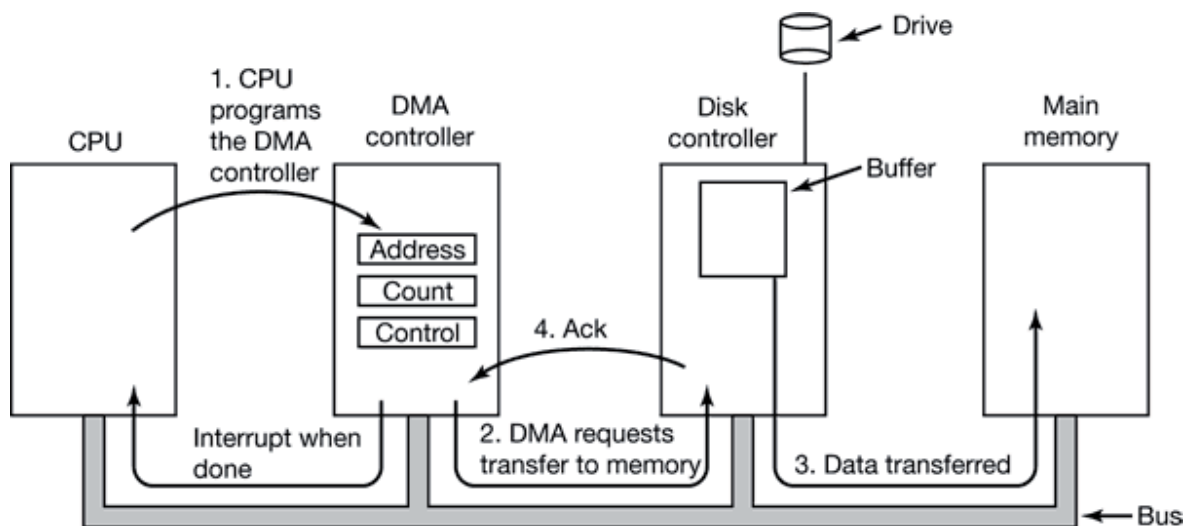 Drive
1. CPU
programs
the DMA
controller
CPU
DMA
controller
Disk
controller
Main
memory
Buffer
Address
Count
Control
4. Ack
Interrupt when
done
2. DMA requests
transfer to memory
3. Data transferred
Bus